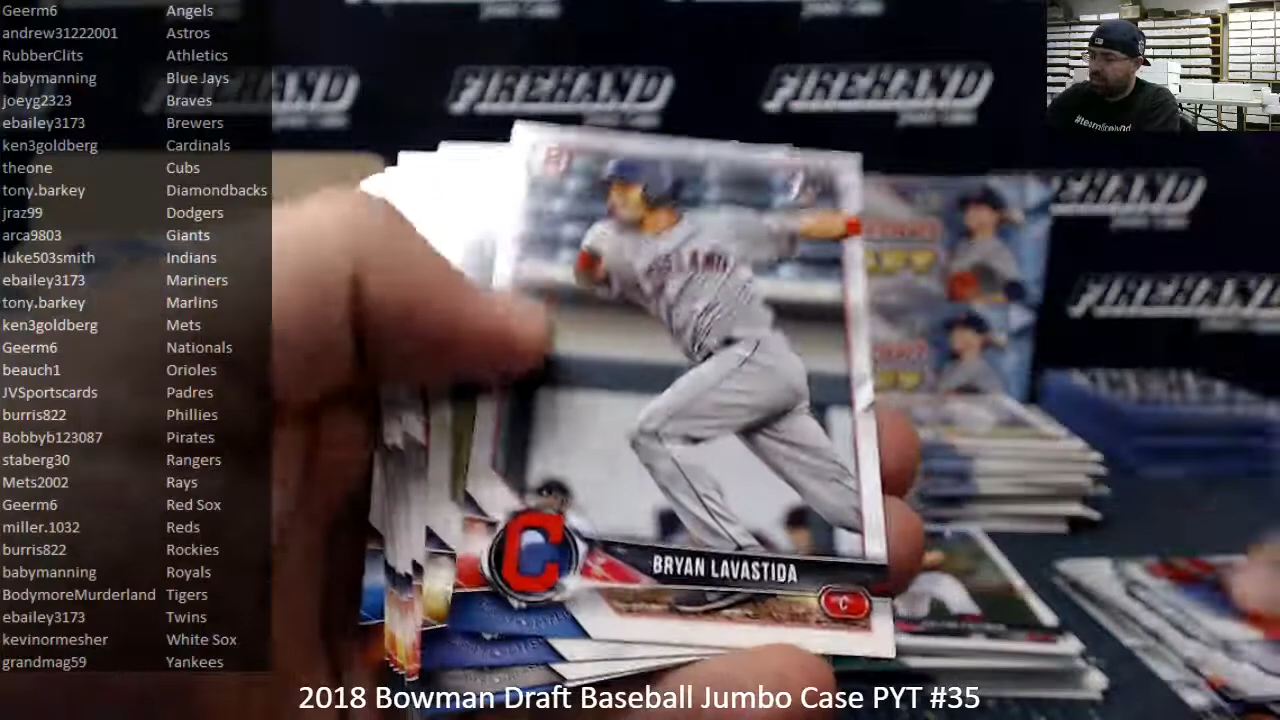 Geerm6 Angels
andrew31222001 Astros
RubberClits Athletics
babymanning Blue Jays
joeyg2323 Braves
ebailey3173 Brewers
ken3goldberg Cardinals
theone Cubs
tony.barkey Diamondbacks
jraz99 Dodgers
arca9803 Giants
luke503smith Indians
ebailey3173 Mariners
tony.barkey Marlins
ken3goldberg Mets
Geerm6 Nationals
beauch1 Orioles
JVSportscards Padres
burris822 Phillies
Bobbyb123087 Pirates
staberg30 Rangers
Mets2002 Rays
Geerm6 Red Sox
miller.1032 Reds
burris822 Rockies
babymanning Royals
BodymoreMurderland Tigers
ebailey3173 Twins
kevinormesher White Sox
grandmag59 Yankees
FIREHAND
FIREHAND
FIREHAND
FIREHAND
C
BRYAN LAVASTIDA
C
2018 Bowman Draft Baseball Jumbo Case PYT #35